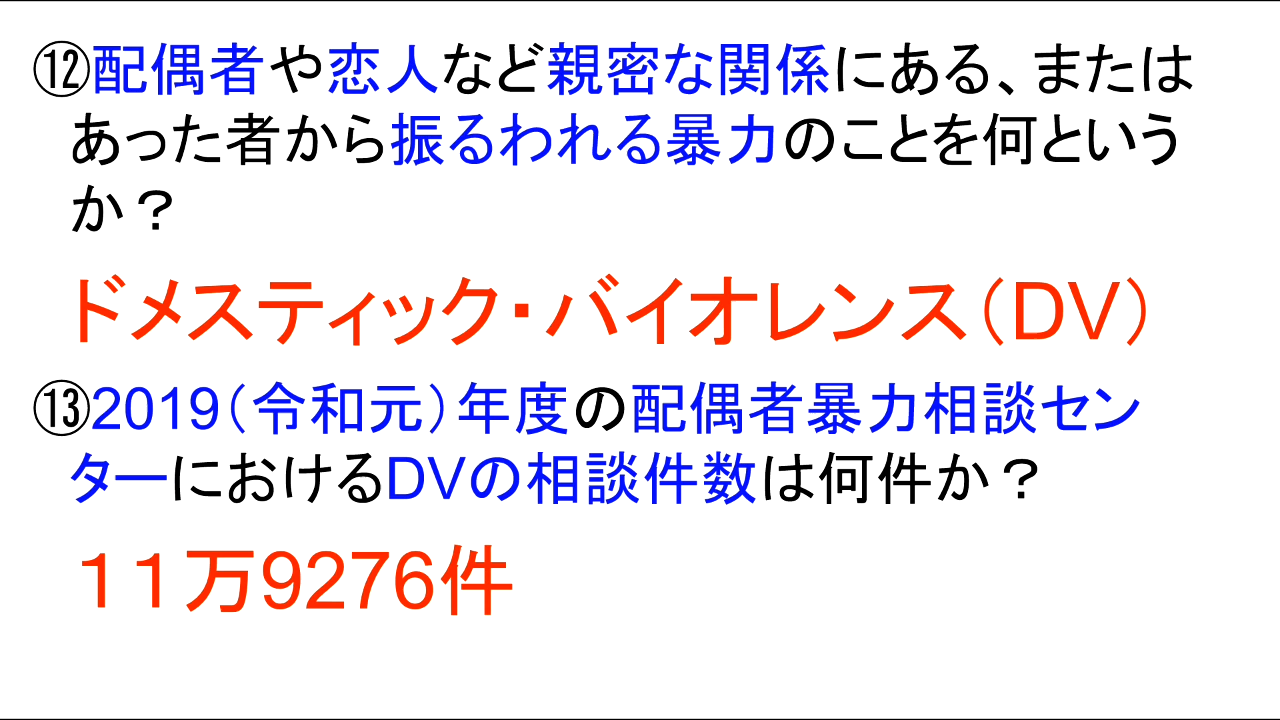 ⑫配偶者や恋人など親密な関係にある、または
あった者から振るわれる暴力のことを何という
か？
ドメスティック・バイオレンス（DV）
⑬2019（令和元）年度の配偶者暴力相談セン
ターにおけるDVの相談件数は何件か？
１１万9276件